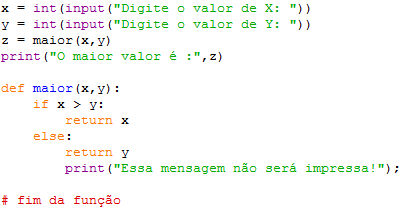 x = int(input("Digite o valor de X: "))
y = int(input("Digite o valor de Y: "))
z = maior(x,y)
print("O maior valor é :",z)

def maior(x,y):
    if x > y:
        return x
    else:
        return y
        print("Essa mensagem não será impressa!");

# fim da função